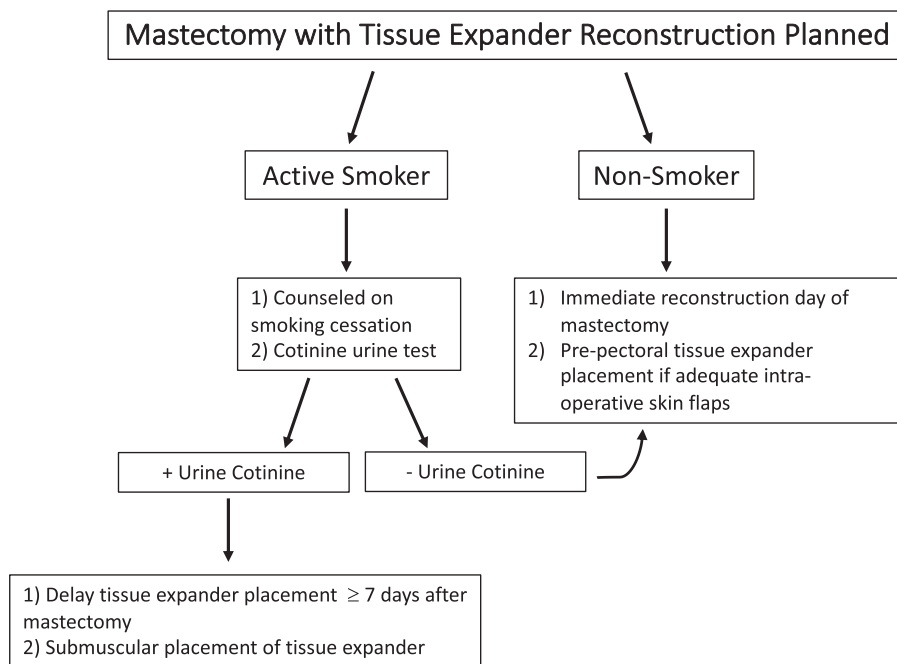 Mastectomy with Tissue Expander Reconstruction Planned
Active Smoker
Non-Smoker
1) Counseled on
smoking cessation
2) Cotinine urine test
1) Immediate reconstruction day of
mastectomy
2) Pre-pectoral tissue expander
placement if adequate intra-
operative skin flaps
+ Urine Cotinine
- Urine Cotinine
1) Delay tissue expander placement ≥ 7 days after
mastectomy
2) Submuscular placement of tissue expander